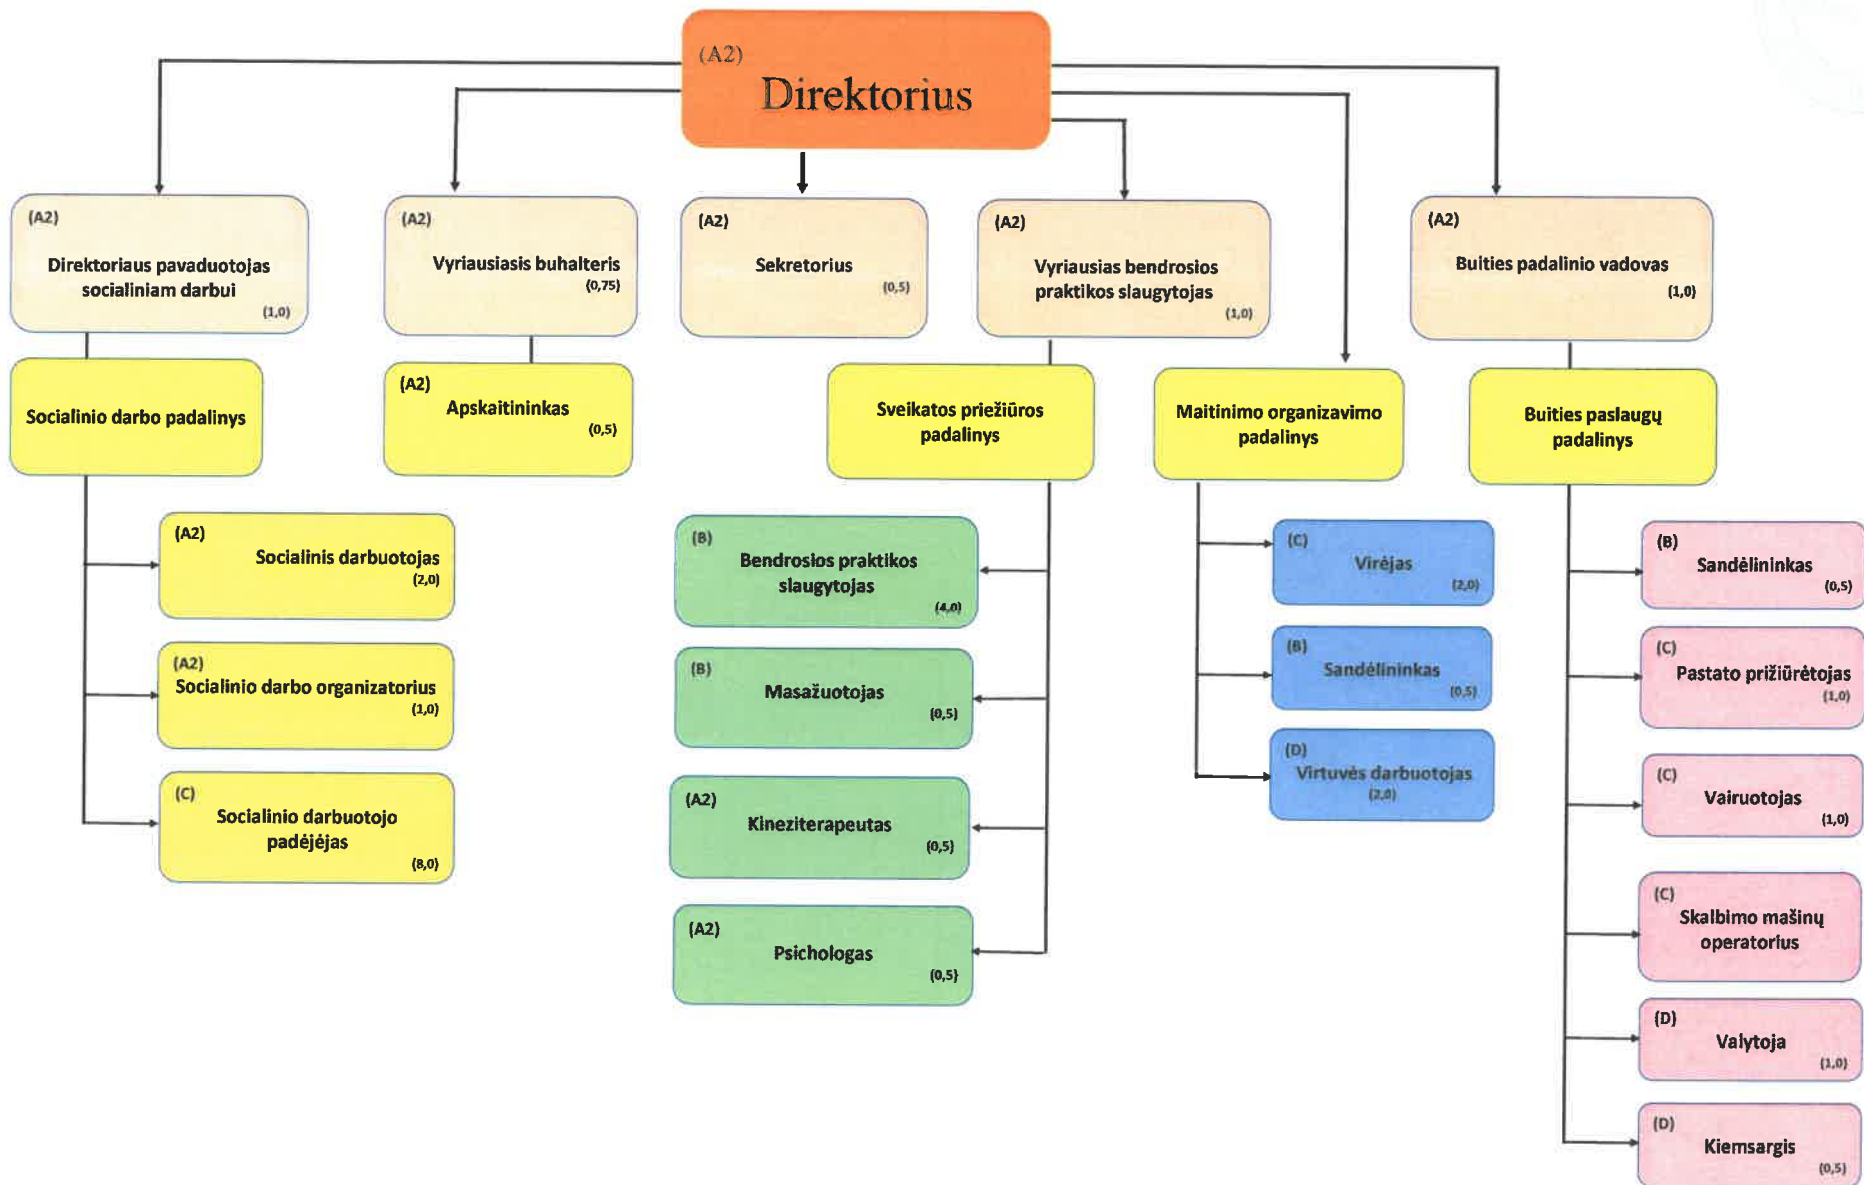 (A2)
Direktorius
(A2)
Direktoriaus pavaduotojas
socialiniam darbui
(1,0)
(A2)
Vyriausiasis buhalteris
(0,75)
(A2)
Sekretorius
(0,5)
(A2)
Vyriausias bendrosios
praktikos slaugytojas
(1,0)
(A2)
Buities padalinio vadovas
(1,0)
Socialinio darbo padalinys
(A2)
Apskaitininkas
(0,5)
Sveikatos priežiūros
padalinys
Maitinimo organizavimo
padalinys
Buities paslaugų
padalinys
(A2)
Socialinis darbuotojas
(2,0)
(A2)
Socialinio darbo organizatorius
(1,0)
(C)
Socialinio darbuotojo
padėjėjas
(8,0)
(B)
Bendrosios praktikos
slaugytojas
(4,0)
(B)
Masažuotojas
(0,5)
(A2)
Kineziterapeutas
(0,5)
(A2)
Psichologas
(0,5)
(C)
Virėjas
(2,0)
(B)
Sandėlininkas
(0,5)
(D)
Virtuvės darbuotojas
(2,0)
(B)
Sandėlininkas
(0,5)
(C)
Pastato prižiūrėtojas
(1,0)
(C)
Vairuotojas
(1,0)
(C)
Skalbimo mašinų
operatorius
(D)
Valytoja
(1,0)
(D)
Kiemsargis
(0,5)